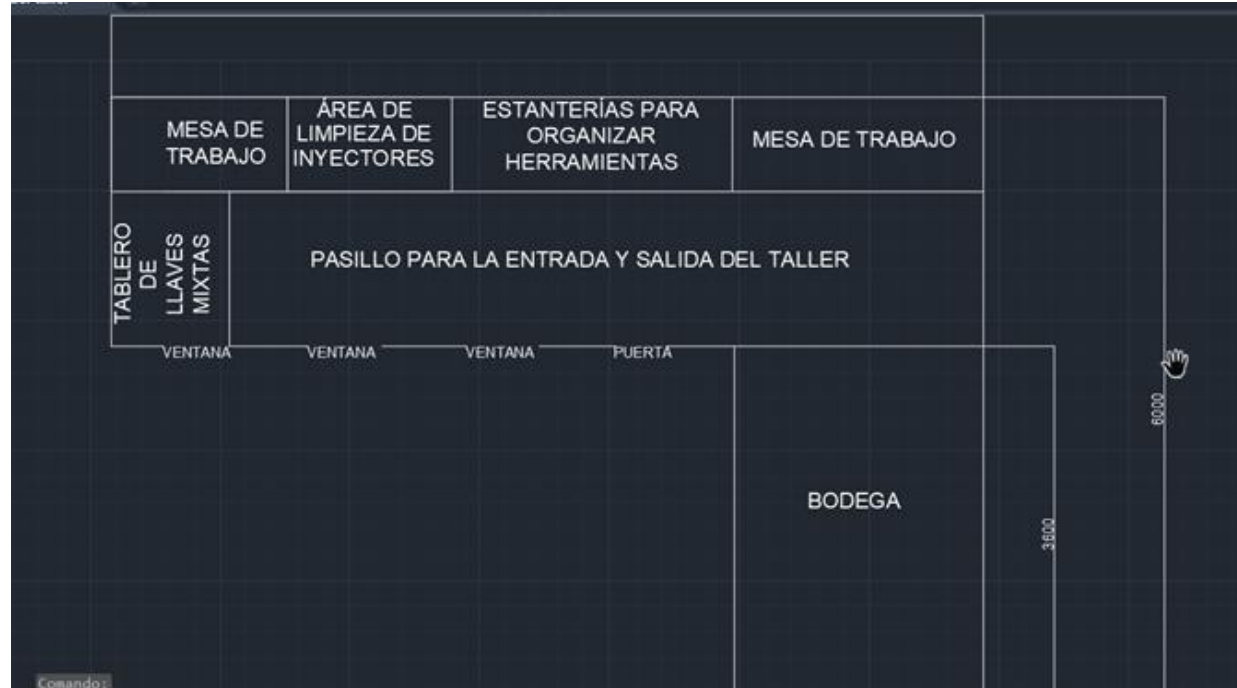 MESA DE
TRABAJO
ÁREA DE
LIMPIEZA DE
INYECTORES
ESTANTERÍAS PARA
ORGANIZAR
HERRAMIENTAS
MESA DE TRABAJO
TABLERO
DE
LLAVES
MIXTAS
PASILLO PARA LA ENTRADA Y SALIDA DEL TALLER
VENTANA
VENTANA
VENTANA
PUERTA
6000
BODEGA
3600
Comando: